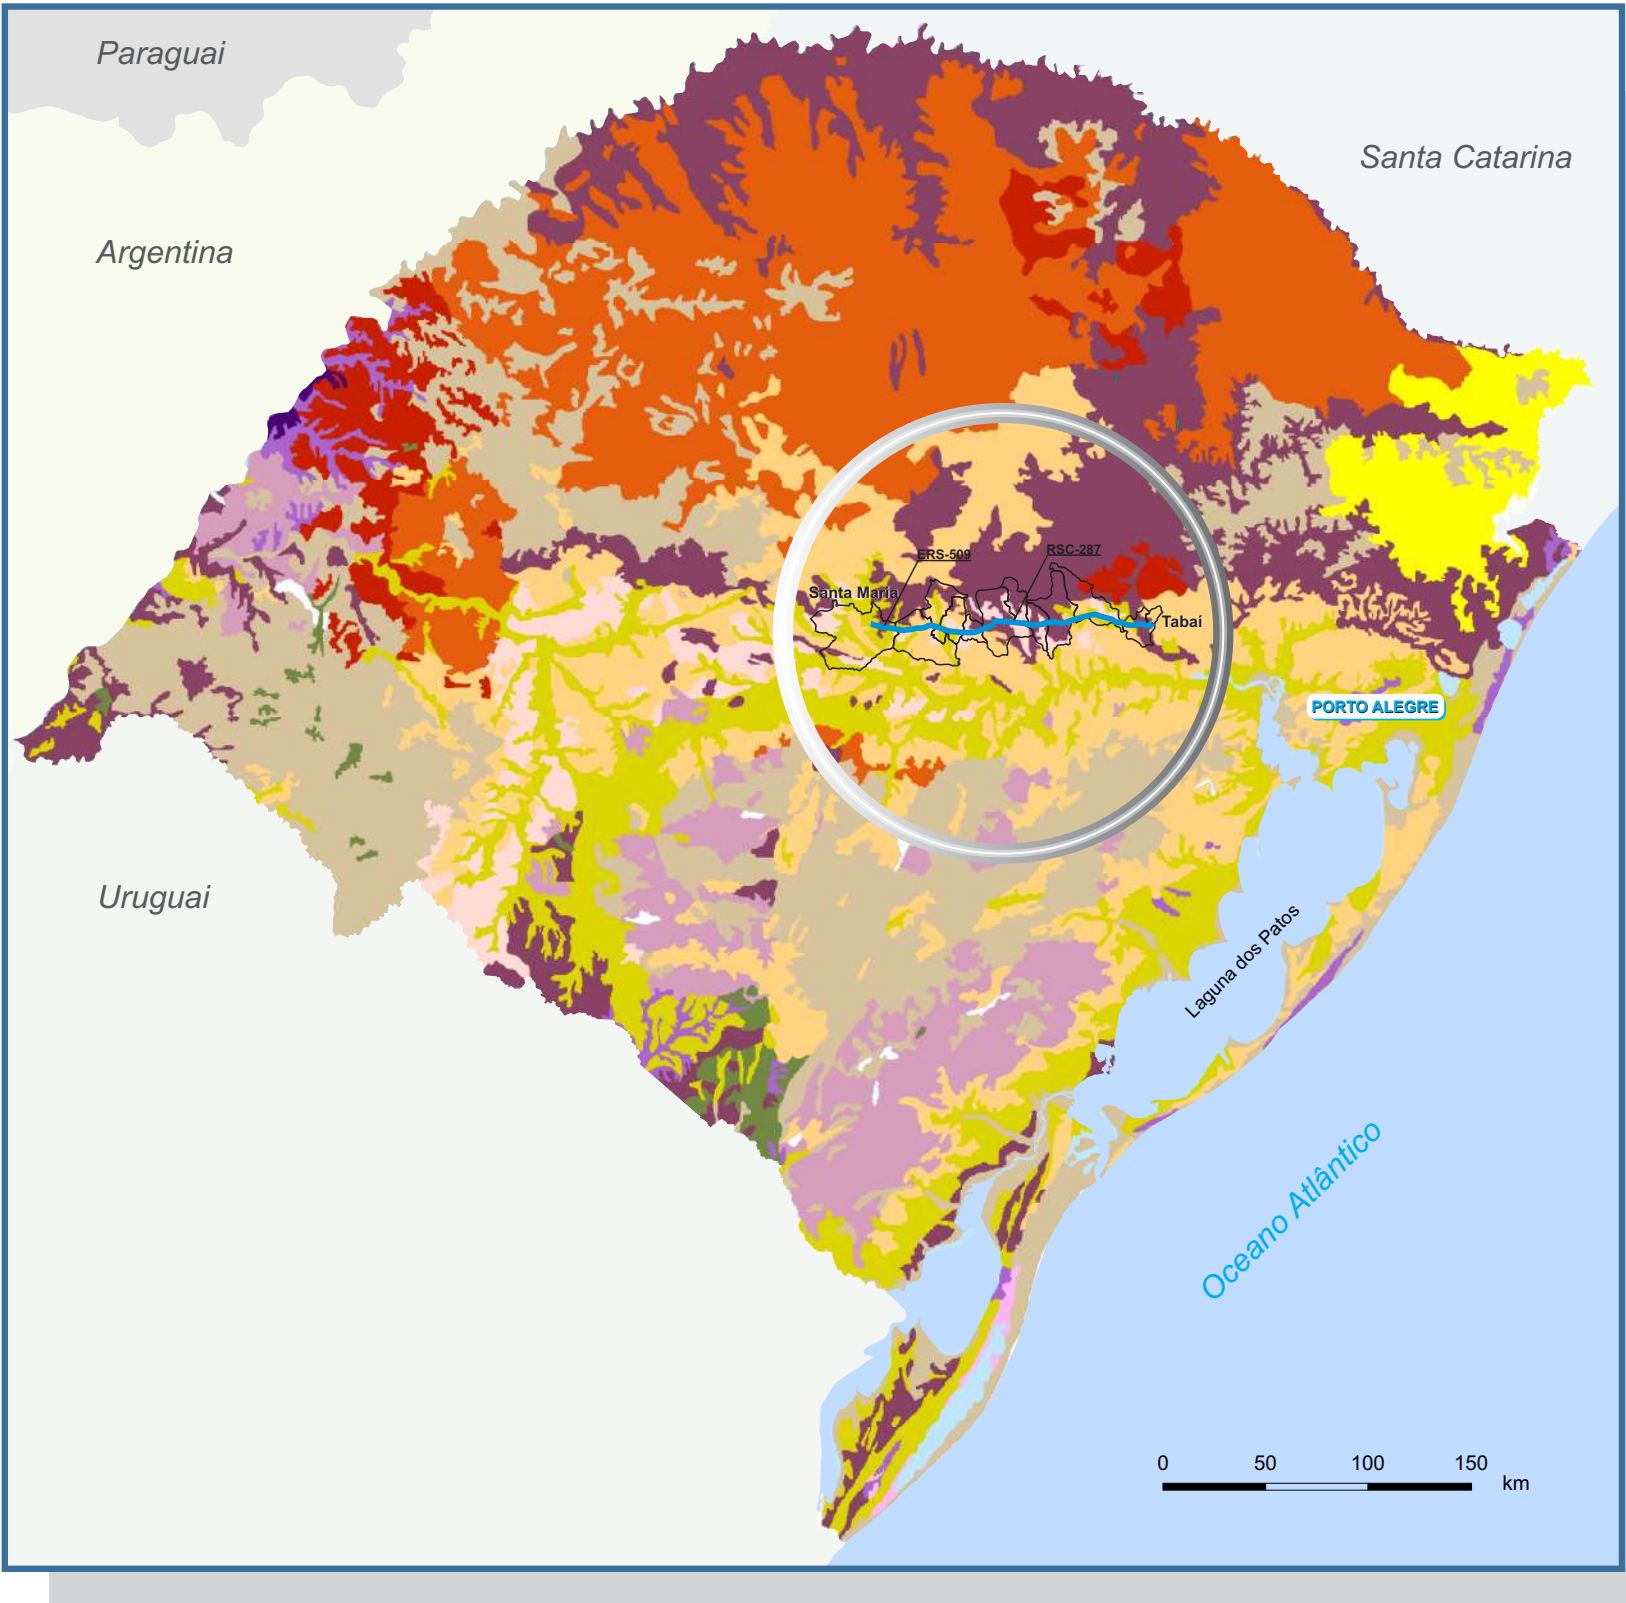 Paraguai
Santa Catarina
Argentina
ERS-509
RSC-287
Santa Maria
Tabaí
PORTO ALEGRE
Uruguai
Laguna dos Patos
Oceano Atlântico
0 50 100 150
km